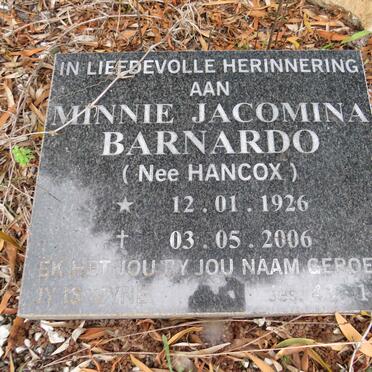 IN LIEFDEVOLLE HERINNERING
AAN
MINNIE JACOMINA
BARNARDO
( Nee HANCOX )
★ 12 . 01 . 1926
† 03 . 05 . 2006
EK HET JOU BY JOU NAAM GEROE
JY IS MYNE